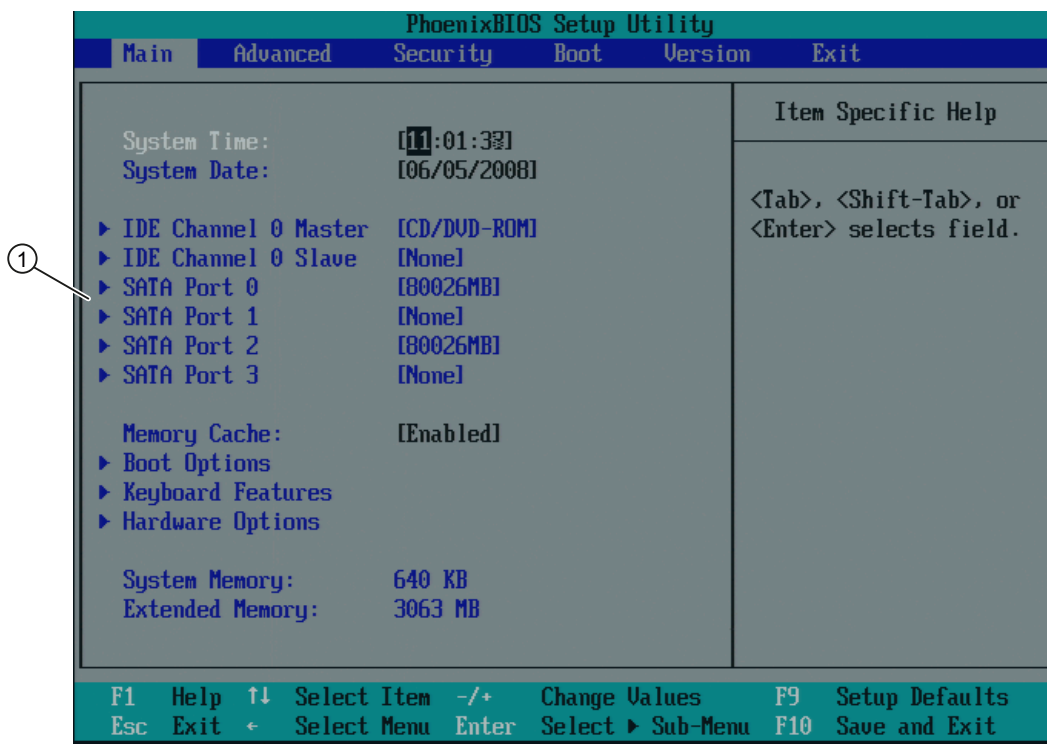 PhoenixBIOS Setup Utility
Main Advanced Security Boot Version Exit
Item Specific Help
System Time: [11:01:3]
System Date: [06/05/2008]
<Tab>, <Shift-Tab>, or
<Enter> selects field.
▶ IDE Channel 0 Master [CD/DVD-ROM]
▶ IDE Channel 0 Slave [None]
1
▶ SATA Port 0 [80026MB]
▶ SATA Port 1 [None]
▶ SATA Port 2 [80026MB]
▶ SATA Port 3 [None]
Memory Cache: [Enabled]
▶ Boot Options
▶ Keyboard Features
▶ Hardware Options
System Memory: 640 KB
Extended Memory: 3063 MB
F1 Help ↑↓ Select Item -/+ Change Values F9 Setup Defaults
Esc Exit ← Select Menu Enter Select ▶ Sub-Menu F10 Save and Exit